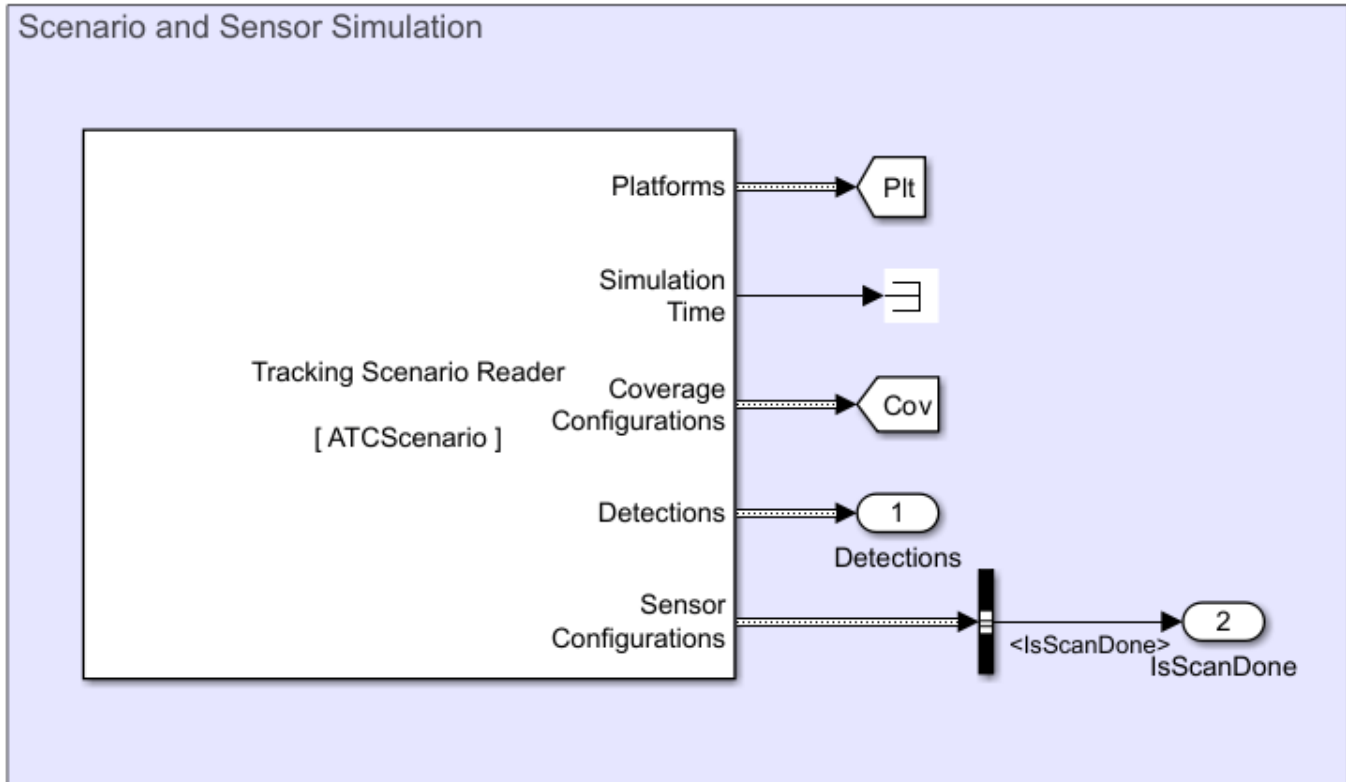 Scenario and Sensor Simulation
Platforms
Plt
Simulation
Time
Tracking Scenario Reader
[ ATCScenario ]
Coverage
Configurations
Cov
Detections
1
Detections
Sensor
Configurations
<IsScanDone>
2
IsScanDone